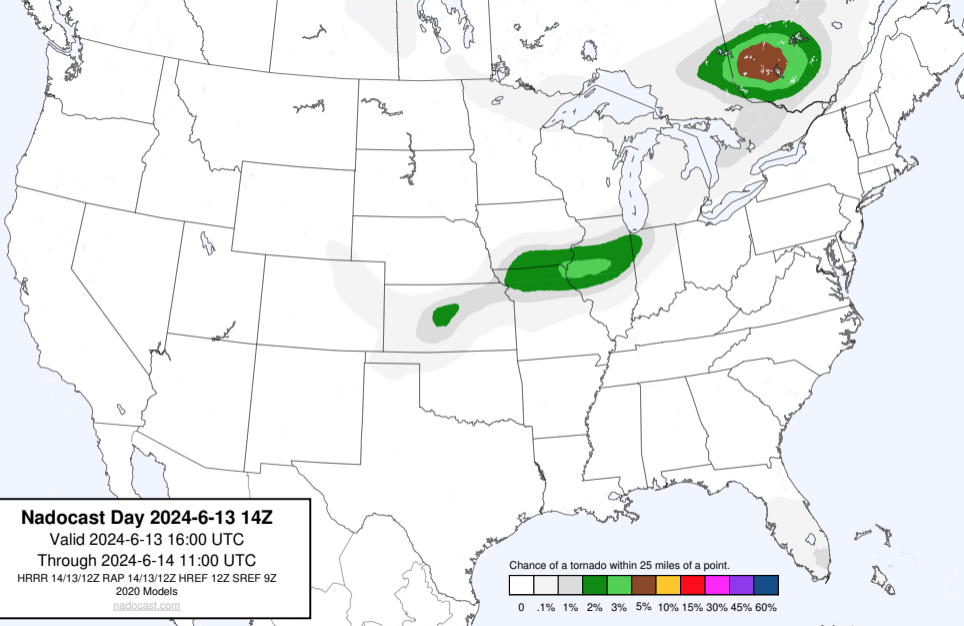 Nadocast Day 2024-6-13 14Z
Valid 2024-6-13 16:00 UTC
Through 2024-6-14 11:00 UTC
HRRR 14/13/12Z RAP 14/13/12Z HREF 12Z SREF 9Z
2020 Models
nadocast.com
Chance of a tornado within 25 miles of a point.
0 .1% 1% 2% 3% 5% 10% 15% 30% 45% 60%